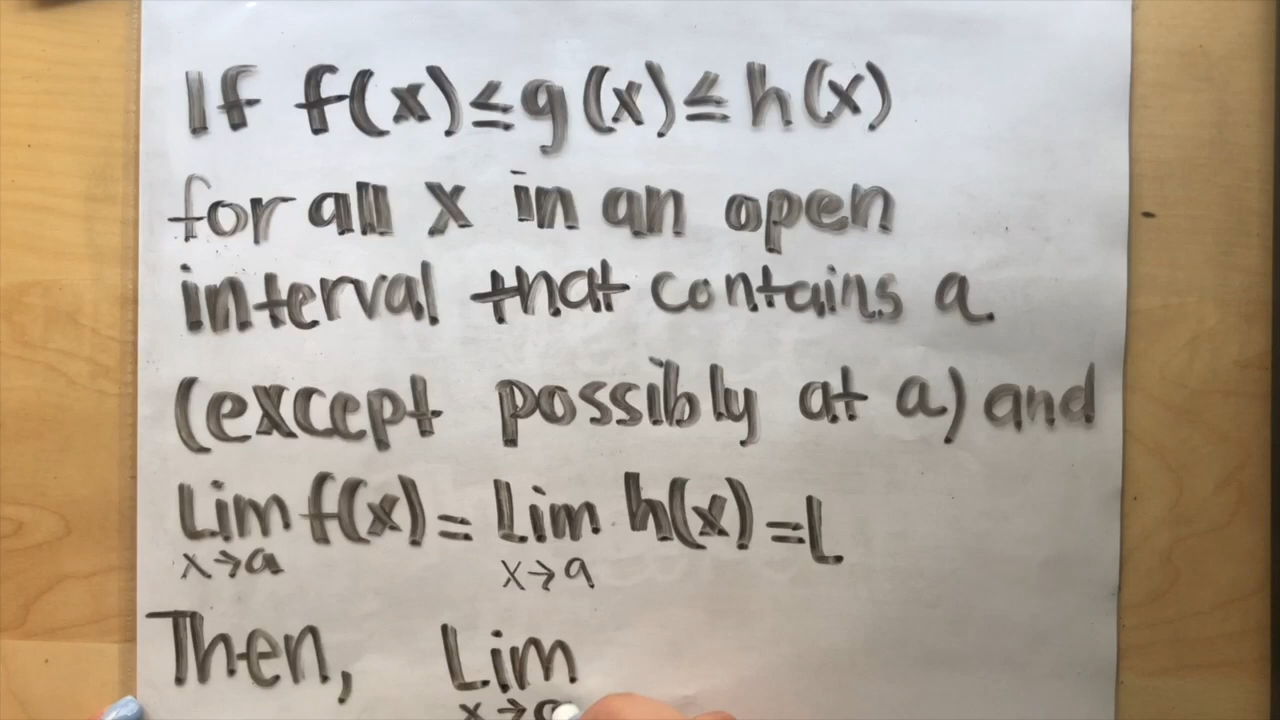 If f(x)≤g(x)≤h(x)
for all x in an open
interval that contains a
(except possibly at a) and
Lim f(x) = Lim h(x) = L
x→a x→a
Then, Lim
x→a